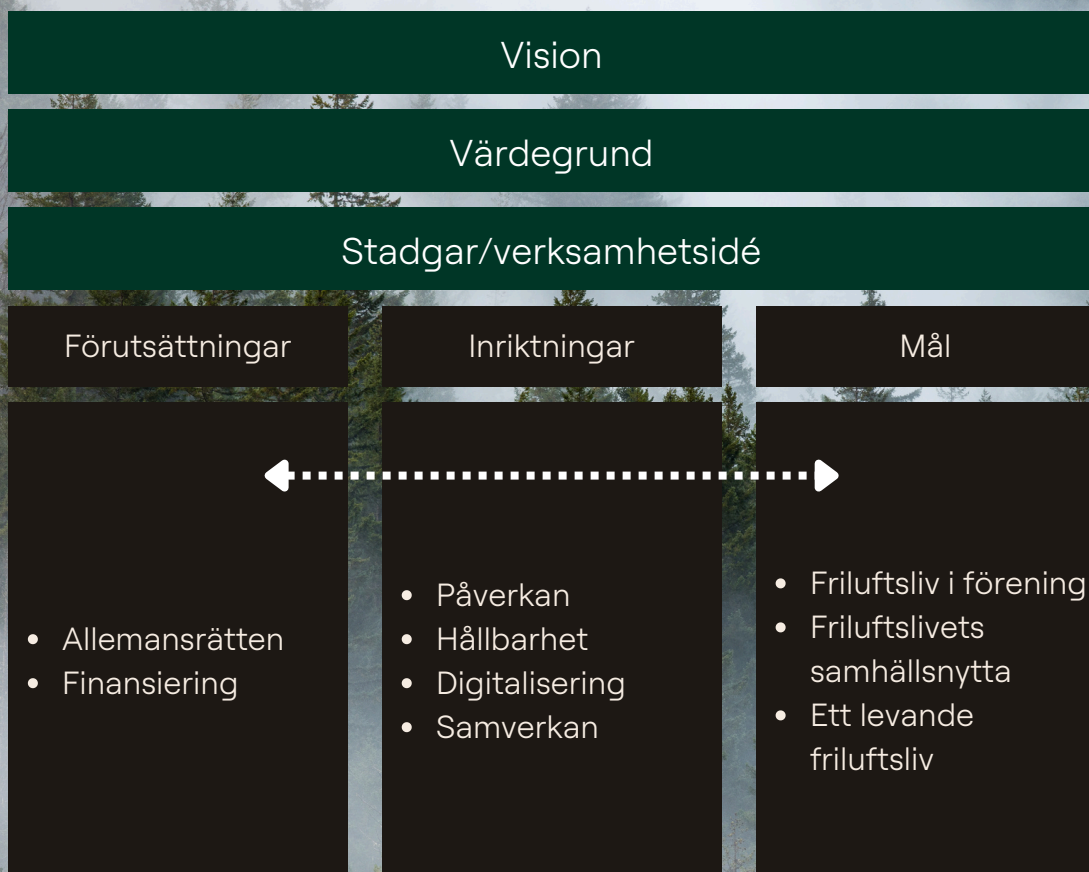 Vision
Värdegrund
Stadgar/verksamhetsidé
Förutsättningar
Inriktningar
Mål
• Allemansrätten
• Finansiering
• Påverkan
• Hållbarhet
• Digitalisering
• Samverkan
• Friluftsliv i förening
• Friluftslivets
samhällsnytta
• Ett levande
friluftsliv